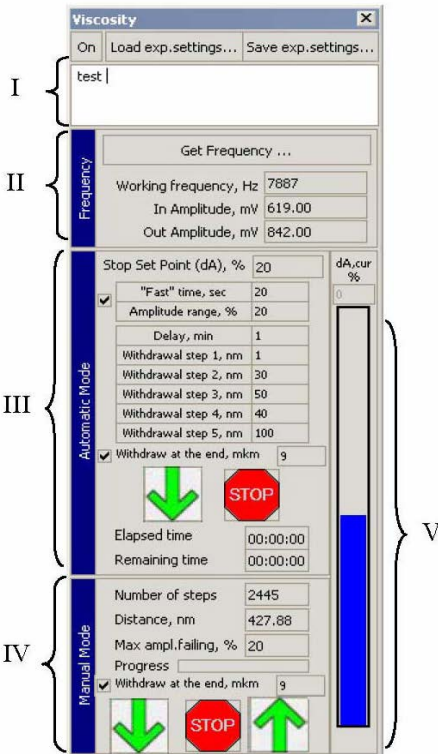 Viscosity
On Load exp.settings... Save exp.settings...
I
test
II
Frequency
Get Frequency ...
Working frequency, Hz 7887
In Amplitude, mV 619.00
Out Amplitude, mV 842.00
III
Automatic Mode
Stop Set Point (dA), % 20
dA,cur
%
0
"Fast" time, sec 20
Amplitude range, % 20
Delay, min 1
Withdrawal step 1, nm 1
Withdrawal step 2, nm 30
Withdrawal step 3, nm 50
Withdrawal step 4, nm 40
Withdrawal step 5, nm 100
Withdraw at the end, mkm 9
STOP
Elapsed time 00:00:00
Remaining time 00:00:00
V
IV
Manual Mode
Number of steps 2445
Distance, nm 427.88
Max ampl.failing, % 20
Progress
Withdraw at the end, mkm 9
STOP